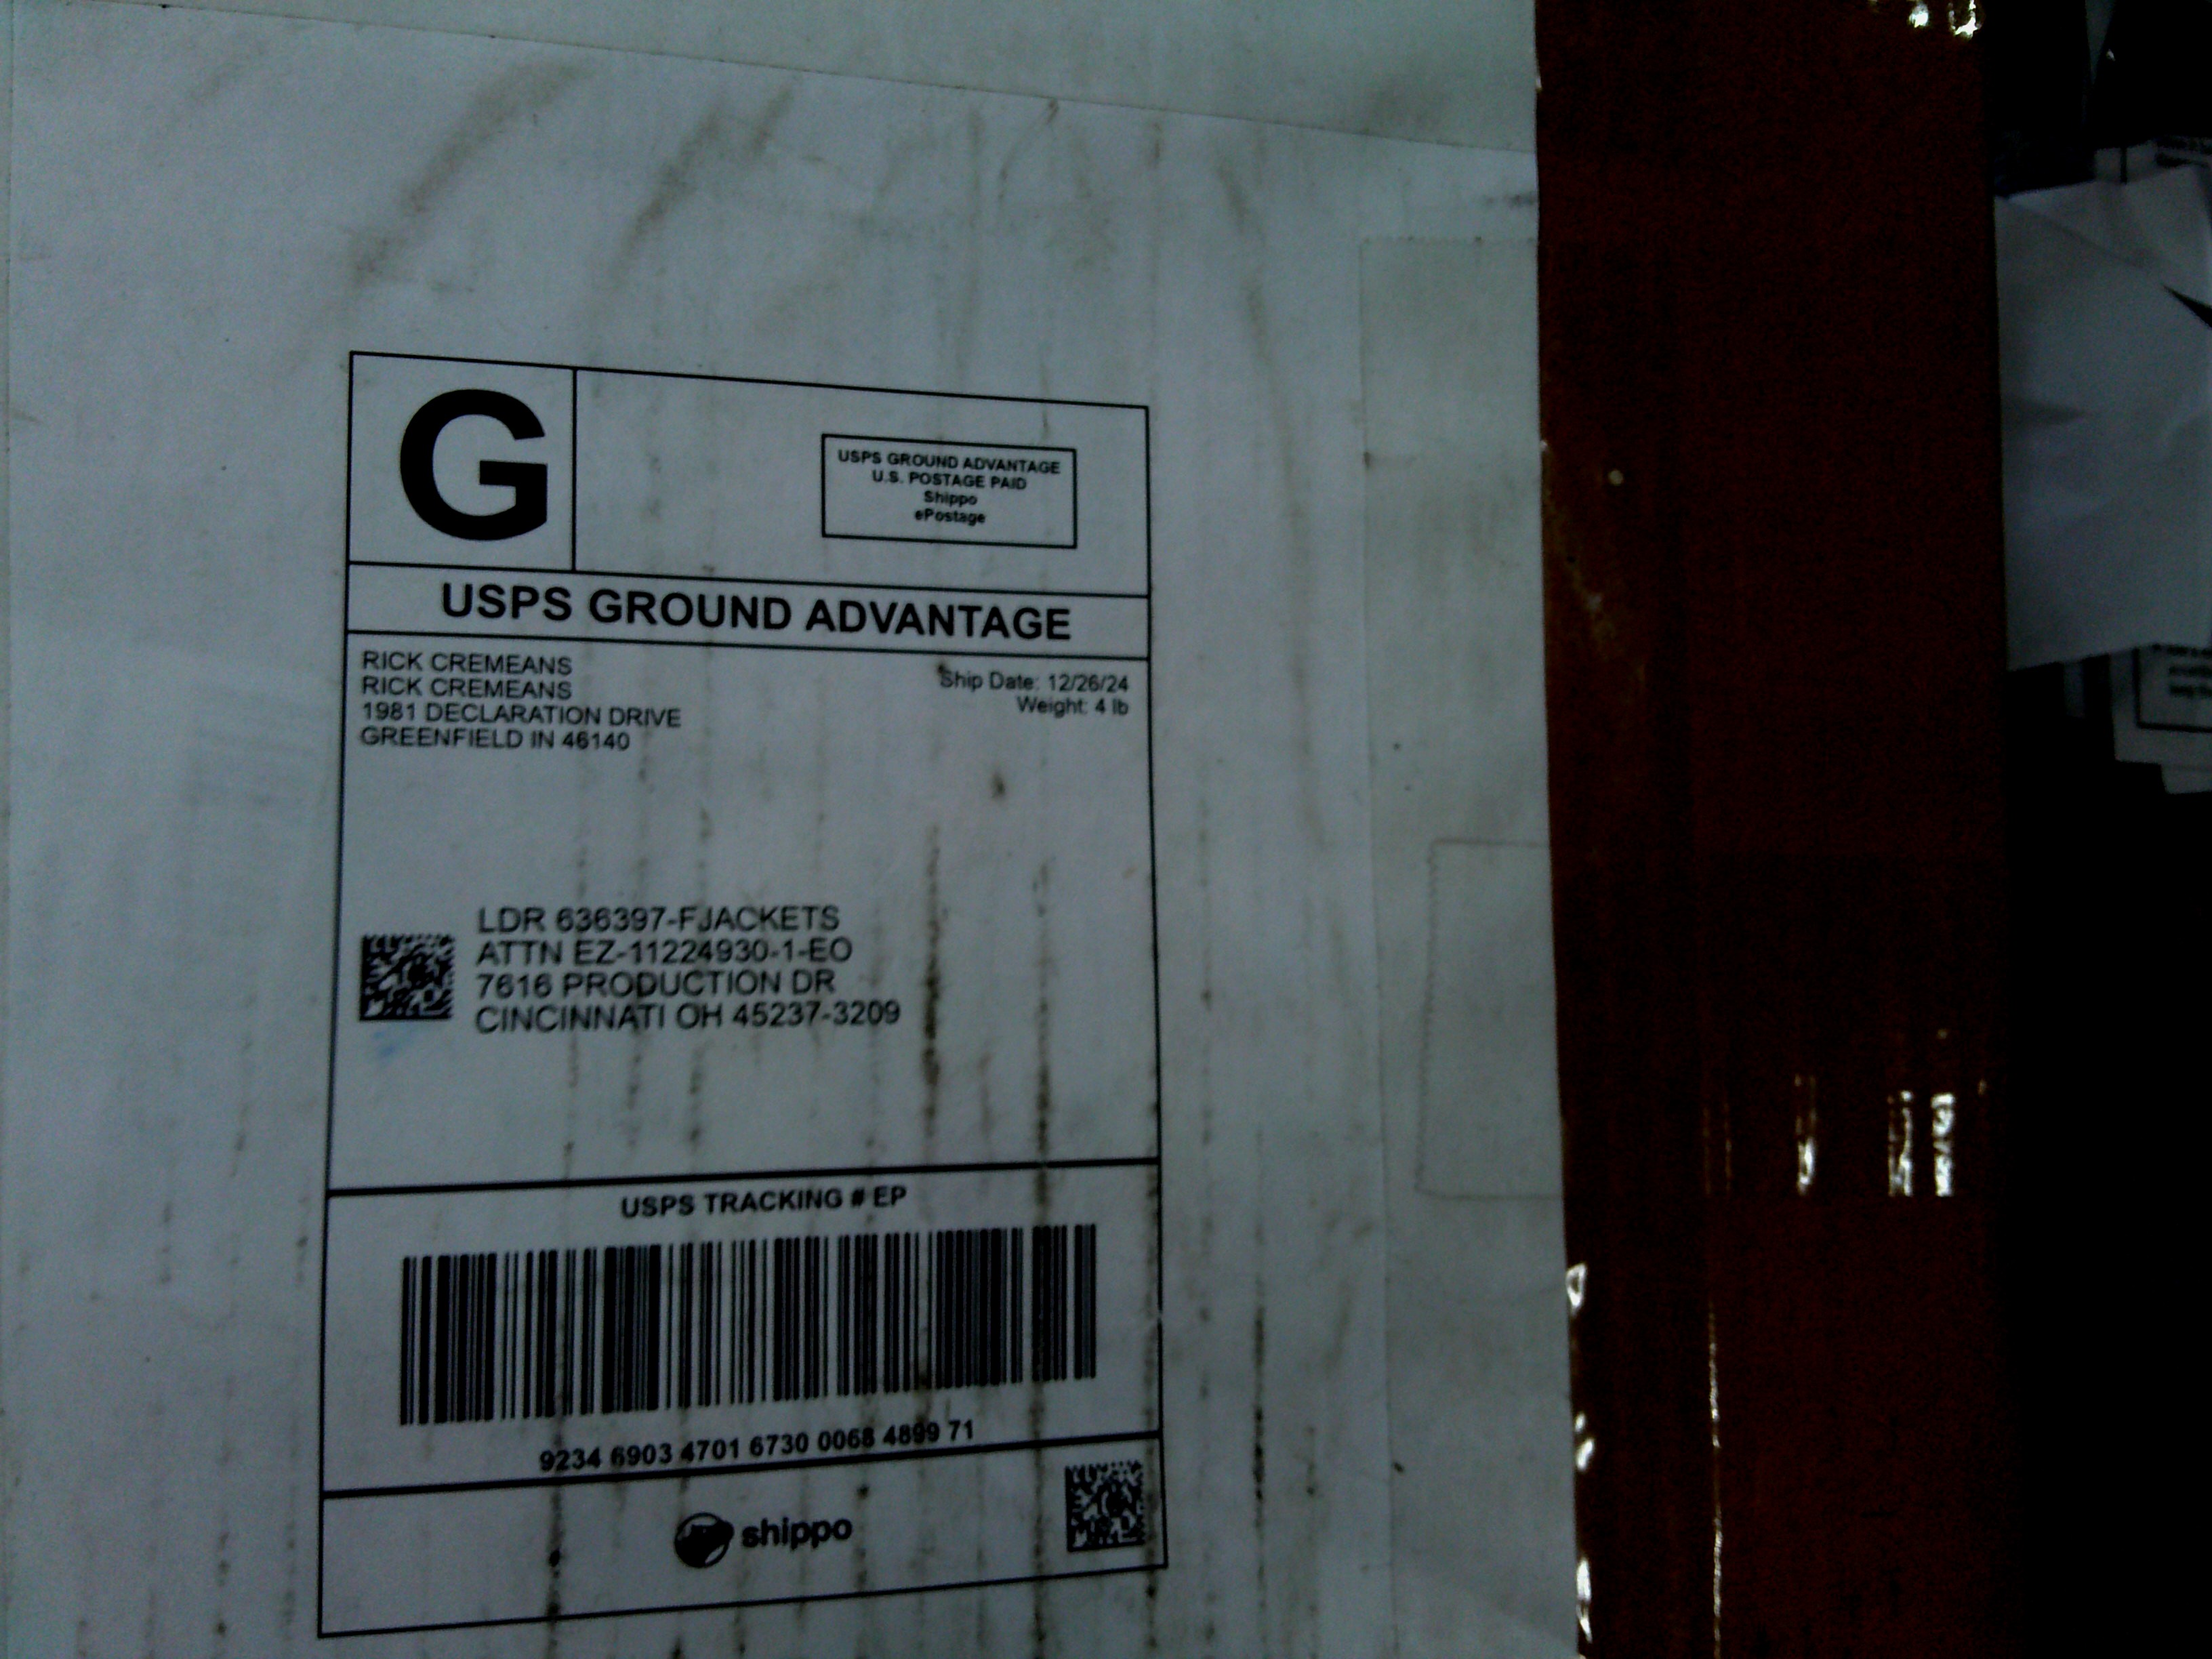 G
USPS GROUND ADVANTAGE
U.S. POSTAGE PAID
Shippo
ePostage
USPS GROUND ADVANTAGE
RICK CREMEANS
RICK CREMEANS
1981 DECLARATION DRIVE
GREENFIELD IN 46140
Ship Date: 12/26/24
Weight: 4 lb
LDR 636397-FJACKETS
ATTN EZ-11224930-1-EO
7616 PRODUCTION DR
CINCINNATI OH 45237-3209
USPS TRACKING # EP
9234 6903 4701 6730 0068 4899 71
shippo